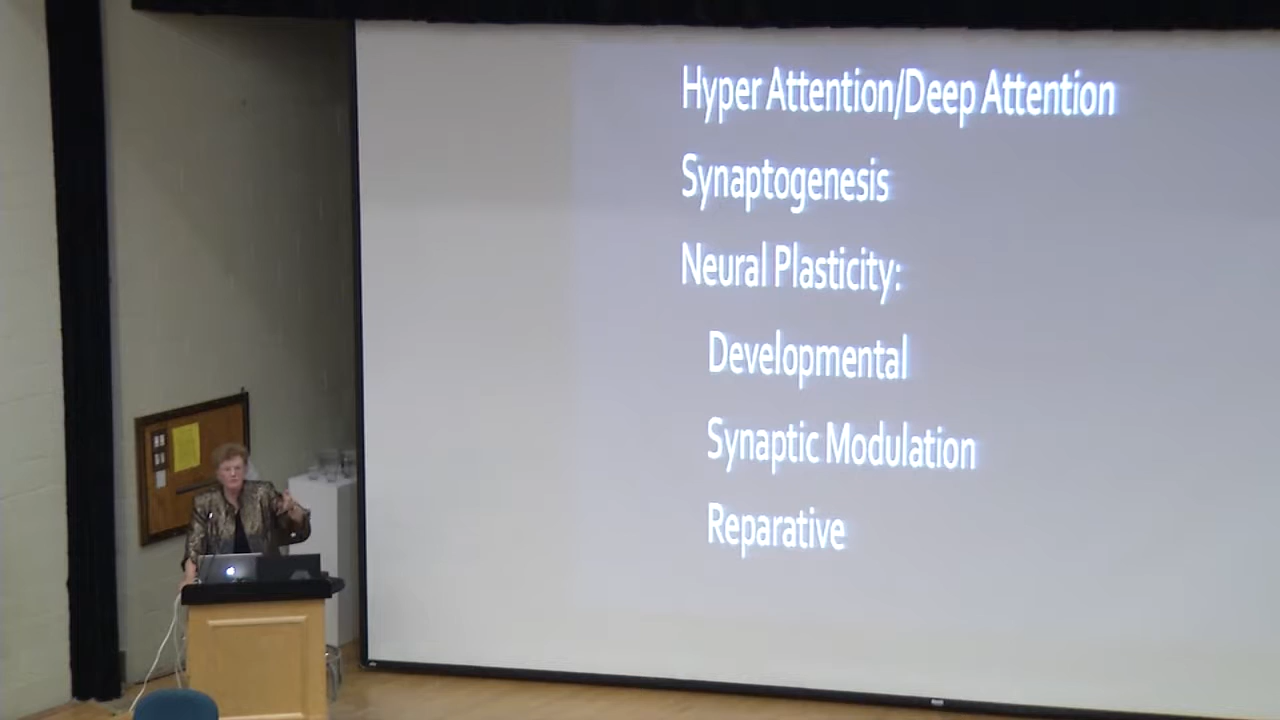 Hyper Attention/Deep Attention
Synaptogenesis
Neural Plasticity:
Developmental
Synaptic Modulation
Reparative